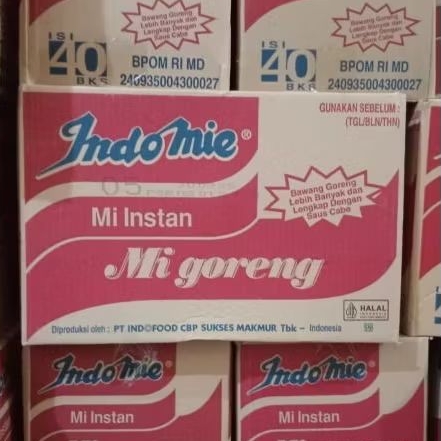 Bawang Goreng
Lebih Banyak dan
Lengkap Dengan
Saus Cabe
ISI
40
BKS
BPOM RI MD
240935004300027
Bawang Goreng
Lebih Banyak dan
Lengkap Dengan
Saus Cabe
ISI
40
BKS
BPOM RI MD
240935004300027
GUNAKAN SEBELUM :
(TGL/BLN/THN)
Indomie®
05
Mi Instan
Bawang Goreng
Lebih Banyak dan
Lengkap Dengan
Saus Cabe
Mi goreng
HALAL
INDONESIA
Diproduksi oleh : PT INDOFOOD CBP SUKSES MAKMUR Tbk – Indonesia
Indomie
Mi Instan
Indomie
Mi Instan